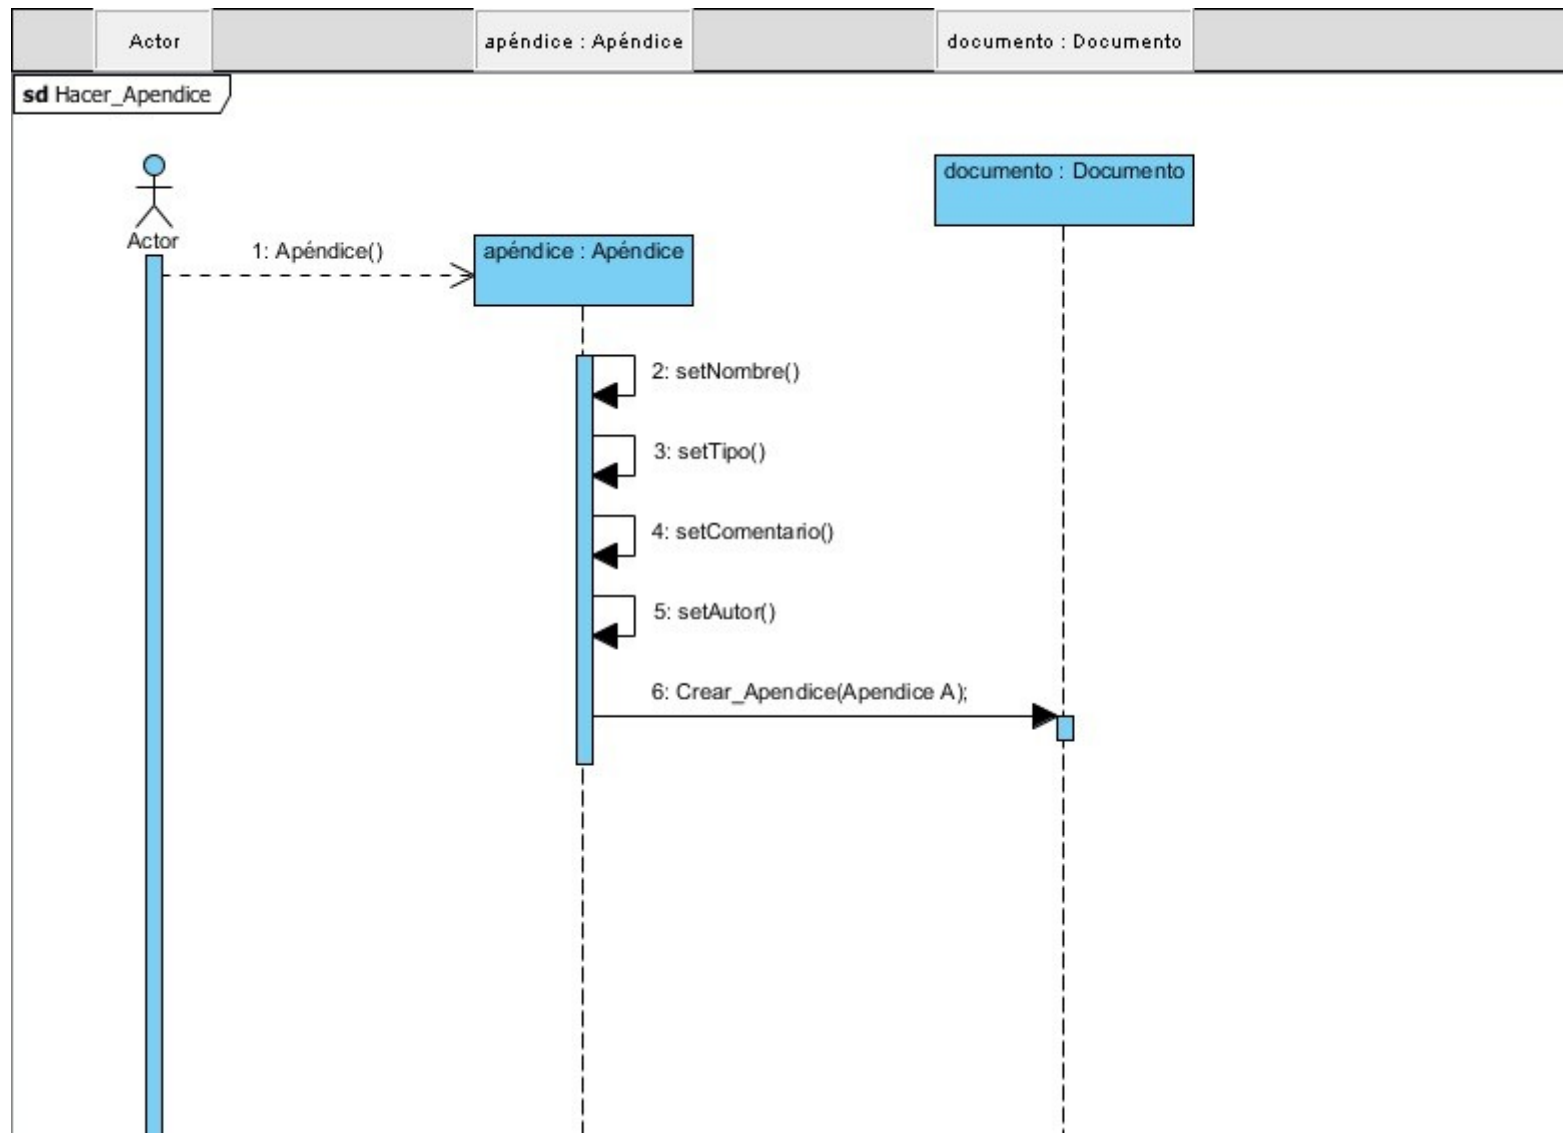 Actor
apéndice : Apéndice
documento : Documento
sd Hacer_Apendice
documento : Documento
Actor
1: Apéndice()
apéndice : Apéndice
2: setNombre()
3: setTipo()
4: setComentario()
5: setAutor()
6: Crear_Apendice(Apendice A);